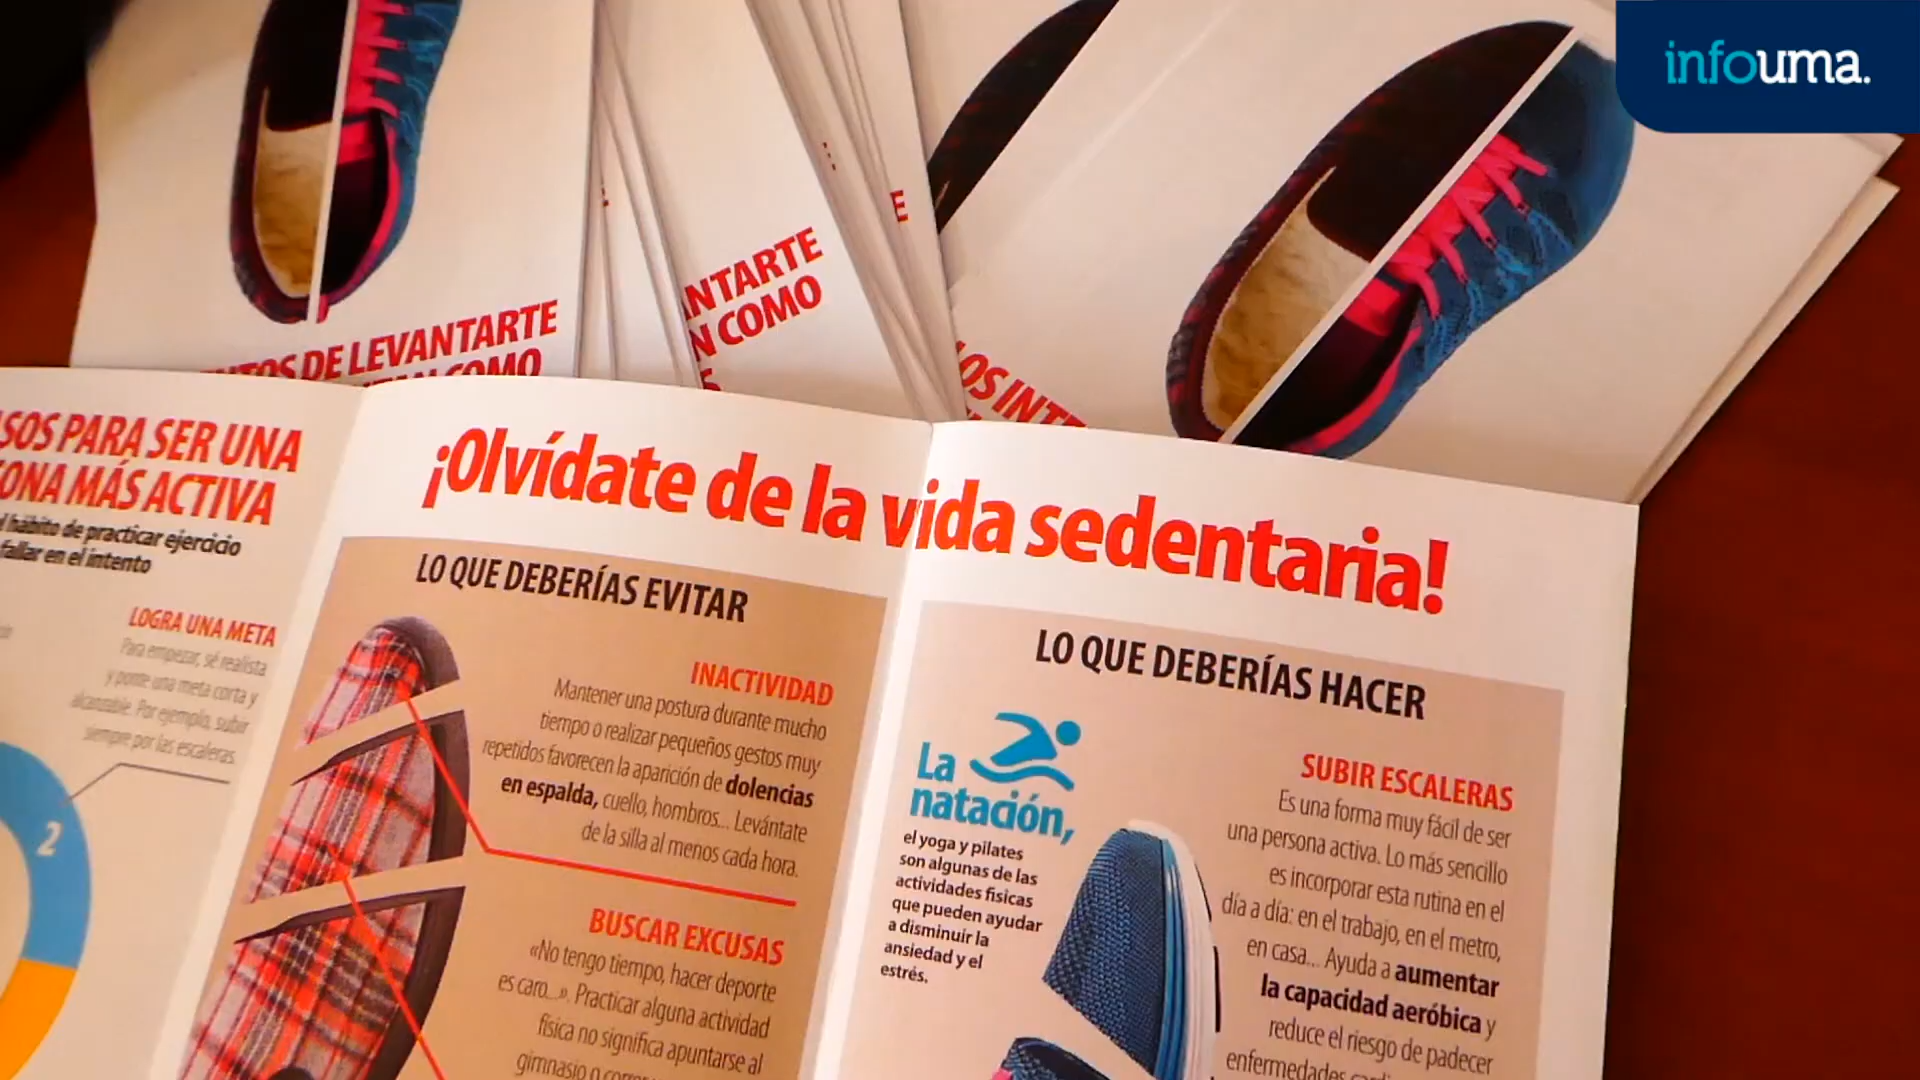 infouma.
DE LEVANTARTE
COMO
E
NTARTE
COMO
LOS
PARA SER UNA
MÁS ACTIVA
hábito de practicar ejercicio
fallar en el intento
LOGRA UNA META
Para empezar, sé realista
y ponte una meta corta y
alcanzable. Por ejemplo, subir
siempre por las escaleras.
2
¡Olvídate de la vida sedentaria!
LO QUE DEBERÍAS EVITAR
INACTIVIDAD
Mantener una postura durante mucho
tiempo o realizar pequeños gestos muy
repetidos favorecen la aparición de dolencias
en espalda, cuello, hombros... Levántate
de la silla al menos cada hora.
BUSCAR EXCUSAS
«No tengo tiempo, hacer deporte
es caro...». Practicar alguna actividad
física no significa apuntarse al
gimnasio o
LO QUE DEBERÍAS HACER
La
natación,
el yoga y pilates
son algunas de las
actividades físicas
que pueden ayudar
a disminuir la
ansiedad y el
estrés.
SUBIR ESCALERAS
Es una forma muy fácil de ser
una persona activa. Lo más sencillo
es incorporar esta rutina en el
día a día: en el trabajo, en el metro,
en casa... Ayuda a aumentar
la capacidad aeróbica y
reduce el riesgo de padecer
enfermedades